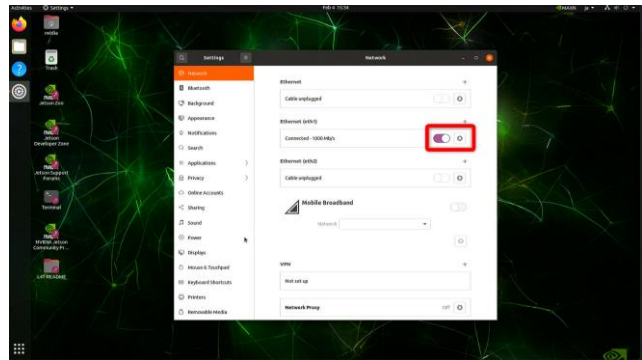 Activities
Settings
Feb 4 15:34
MAXN
ja
nvidia
Trash
Jetson Zoo
Jetson
Developer Zone
Jetson Support
Forums
Terminal
NVIDIA Jetson
Community Pr...
L4T-README
Settings
Network
Network
Bluetooth
Background
Appearance
Notifications
Search
Applications
Privacy
Online Accounts
Sharing
Sound
Power
Displays
Mouse & Touchpad
Keyboard Shortcuts
Printers
Removable Media
Ethernet
Cable unplugged
Ethernet (eth1)
Connected - 1000 Mb/s
Ethernet (eth2)
Cable unplugged
Mobile Broadband
Network
VPN
Not set up
Network Proxy
Off